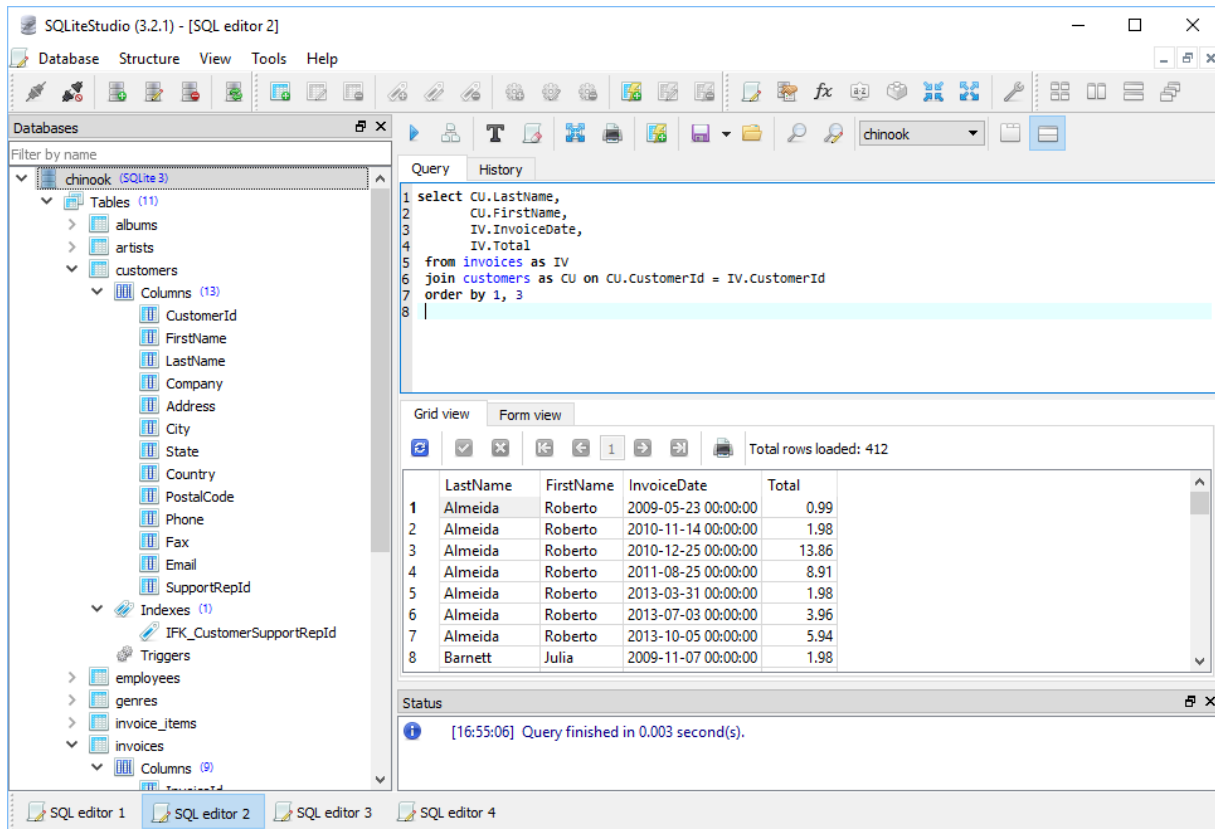 SQLiteStudio (3.2.1) - [SQL editor 2]
Database Structure View Tools Help
Databases
Filter by name
chinook (SQLite 3)
Tables (11)
albums
artists
customers
Columns (13)
CustomerId
FirstName
LastName
Company
Address
City
State
Country
PostalCode
Phone
Fax
Email
SupportRepId
Indexes (1)
IFK_CustomerSupportRepId
Triggers
employees
genres
invoice_items
invoices
Columns (9)
chinook
Query History
1 select CU.LastName,
2 CU.FirstName,
3 IV.InvoiceDate,
4 IV.Total
5 from invoices as IV
6 join customers as CU on CU.CustomerId = IV.CustomerId
7 order by 1, 3
8
Grid view Form view
1 Total rows loaded: 412
LastName FirstName InvoiceDate Total
1 Almeida Roberto 2009-05-23 00:00:00 0.99
2 Almeida Roberto 2010-11-14 00:00:00 1.98
3 Almeida Roberto 2010-12-25 00:00:00 13.86
4 Almeida Roberto 2011-08-25 00:00:00 8.91
5 Almeida Roberto 2013-03-31 00:00:00 1.98
6 Almeida Roberto 2013-07-03 00:00:00 3.96
7 Almeida Roberto 2013-10-05 00:00:00 5.94
8 Barnett Julia 2009-11-07 00:00:00 1.98
Status
[16:55:06] Query finished in 0.003 second(s).
SQL editor 1 SQL editor 2 SQL editor 3 SQL editor 4